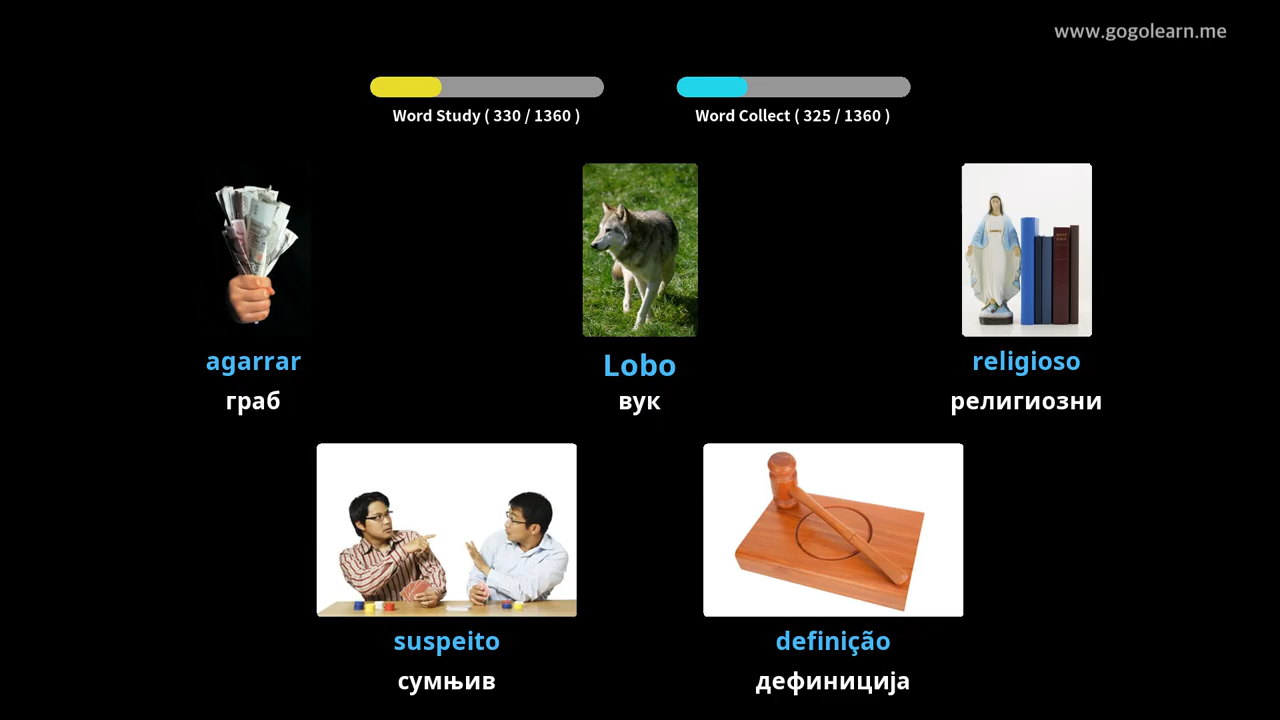 www.gogolearn.me
Word Study ( 330 / 1360 )
Word Collect ( 325 / 1360 )
agarrar
граб
Lobo
вук
religioso
религиозни
suspeito
сумњив
definição
дефиниција